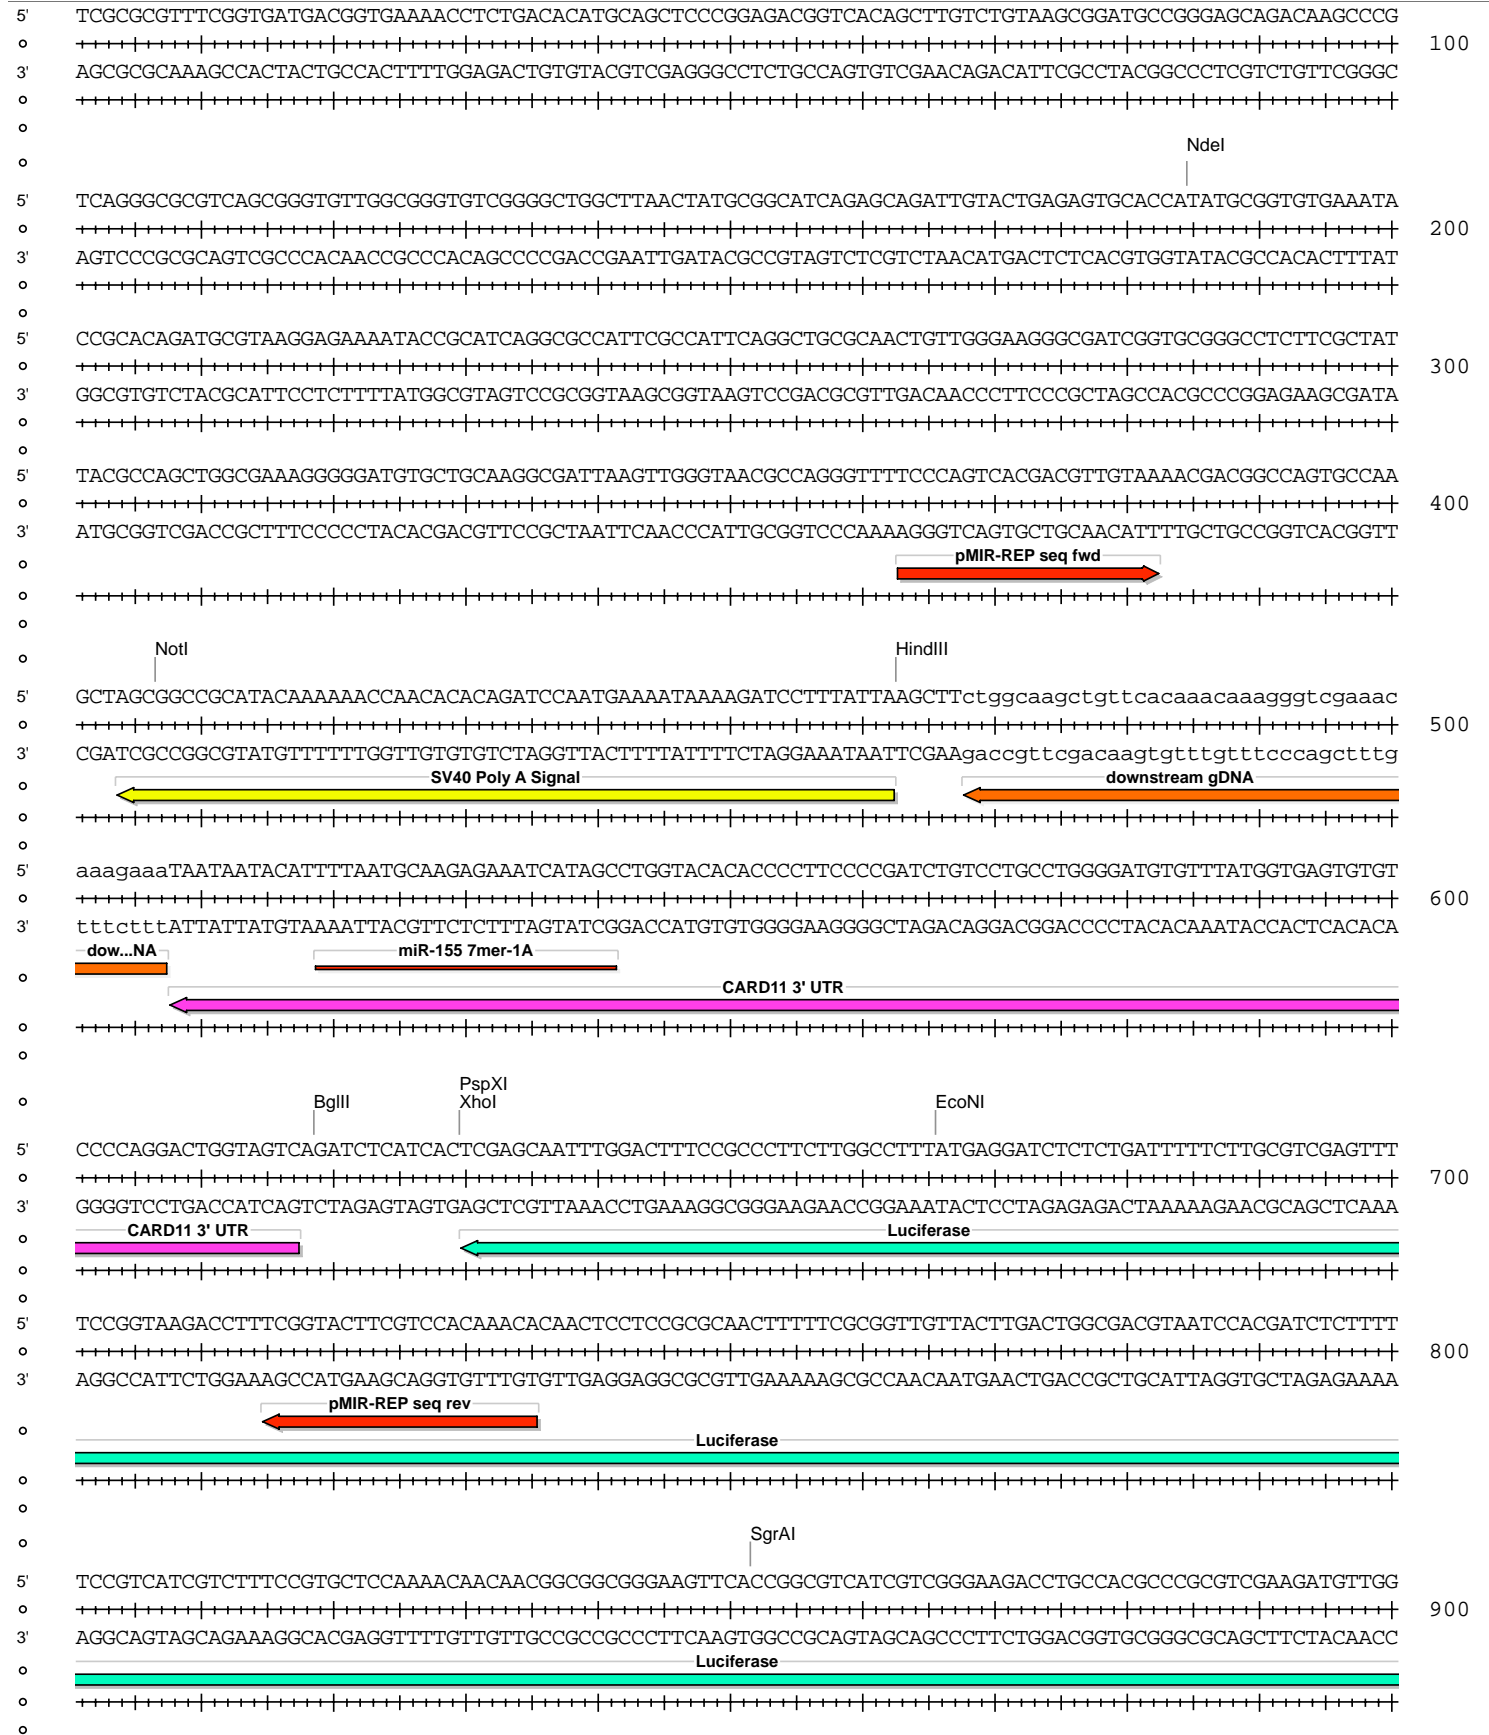 5' TCGCGCGTTTCGGTGATGACGGTGAAAACCTCTGACACATGCAGCTCCCGGAGACGGTCACAGCTTGTCTGTAAGCGGATGCCGGGAGCAGACAAGCCCG
100
3' AGCGCGCAAAGCCACTACTGCCACTTTTGGAGACTGTGTACGTCGAGGGCCTCTGCCAGTGTCGAACAGACATTCGCCTACGGCCCTCGTCTGTTCGGGC
NdeI
5' TCAGGGCGCGTCAGCGGGTGTTGGCGGGTGTCGGGGCTGGCTTAACTATGCGGCATCAGAGCAGATTGTACTGAGAGTGCACCATATGCGGTGTGAAATA
200
3' AGTCCCGCGCAGTCGCCCACAACCGCCCACAGCCCCGACCGAATTGATACGCCGTAGTCTCGTCTAACATGACTCTCACGTGGTATACGCCACACTTTAT
5' CCGCACAGATGCGTAAGGAGAAAATACCGCATCAGGCGCCATTCGCCATTCAGGCTGCGCAACTGTTGGGAAGGGCGATCGGTGCGGGCCTCTTCGCTAT
300
3' GGCGTGTCTACGCATTCCTCTTTTATGGCGTAGTCCGCGGTAAGCGGTAAGTCCGACGCGTTGACAACCCTTCCCGCTAGCCACGCCCGGAGAAGCGATA
5' TACGCCAGCTGGCGAAAGGGGGATGTGCTGCAAGGCGATTAAGTTGGGTAACGCCAGGGTTTTCCCAGTCACGACGTTGTAAAACGACGGCCAGTGCCAA
400
3' ATGCGGTCGACCGCTTTCCCCCTACACGACGTTCCGCTAATTCAACCCATTGCGGTCCCAAAAGGGTCAGTGCTGCAACATTTTGCTGCCGGTCACGGTT
pMIR-REP seq fwd
NotI HindIII
5' GCTAGCGGCCGCATACAAAAAACCAACACACAGATCCAATGAAAATAAAAGATCCTTTATTAAGCTTctggcaagctgttcacaaacaaagggtcgaaac
500
3' CGATCGCCGGCGTATGTTTTTTGGTTGTGTGTCTAGGTTACTTTTATTTTCTAGGAAATAATTCGAAgaccgttcgacaagtgtttgtttcccagctttg
SV40 Poly A Signal downstream gDNA
5' aaagaaaTAATAATACATTTTAATGCAAGAGAAATCATAGCCTGGTACACACCCCTTCCCCGATCTGTCCTGCCTGGGGATGTGTTTATGGTGAGTGTGT
600
3' tttctttATTATTATGTAAAATTACGTTCTCTTTAGTATCGGACCATGTGTGGGGAAGGGGCTAGACAGGACGGACCCCTACACAAATACCACTCACACA
dow...NA miR-155 7mer-1A
CARD11 3' UTR
PspXI
BglII XhoI EcoNI
5' CCCCAGGACTGGTAGTCAGATCTCATCACTCGAGCAATTTGGACTTTCCGCCCTTCTTGGCCTTTATGAGGATCTCTCTGATTTTTCTTGCGTCGAGTTT
700
3' GGGGTCCTGACCATCAGTCTAGAGTAGTGAGCTCGTTAAACCTGAAAGGCGGGAAGAACCGGAAATACTCCTAGAGAGACTAAAAAGAACGCAGCTCAAA
CARD11 3' UTR Luciferase
5' TCCGGTAAGACCTTTCGGTACTTCGTCCACAAACACAACTCCTCCGCGCAACTTTTTCGCGGTTGTTACTTGACTGGCGACGTAATCCACGATCTCTTTT
800
3' AGGCCATTCTGGAAAGCCATGAAGCAGGTGTTTGTGTTGAGGAGGCGCGTTGAAAAAGCGCCAACAATGAACTGACCGCTGCATTAGGTGCTAGAGAAAA
pMIR-REP seq rev
Luciferase
SgrAI
5' TCCGTCATCGTCTTTCCGTGCTCCAAAACAACAACGGCGGCGGGAAGTTCACCGGCGTCATCGTCGGGAAGACCTGCCACGCCCGCGTCGAAGATGTTGG
900
3' AGGCAGTAGCAGAAAGGCACGAGGTTTTGTTGTTGCCGCCGCCCTTCAAGTGGCCGCAGTAGCAGCCCTTCTGGACGGTGCGGGCGCAGCTTCTACAACC
Luciferase